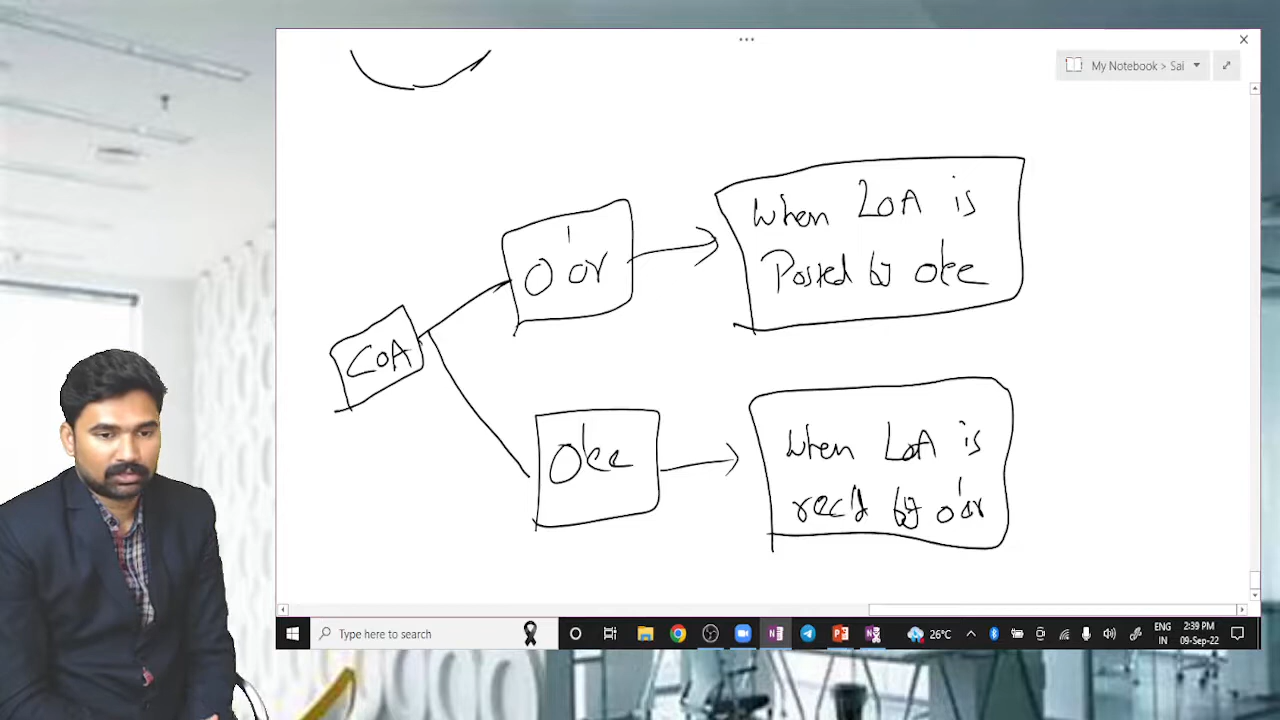 My Notebook > Sai
When LOA is
Posted by o'ee
O'or
COA
O'ee
When LOA is
rec'd by o'or
Type here to search
26°C
ENG
IN
2:39 PM
09-Sep-22